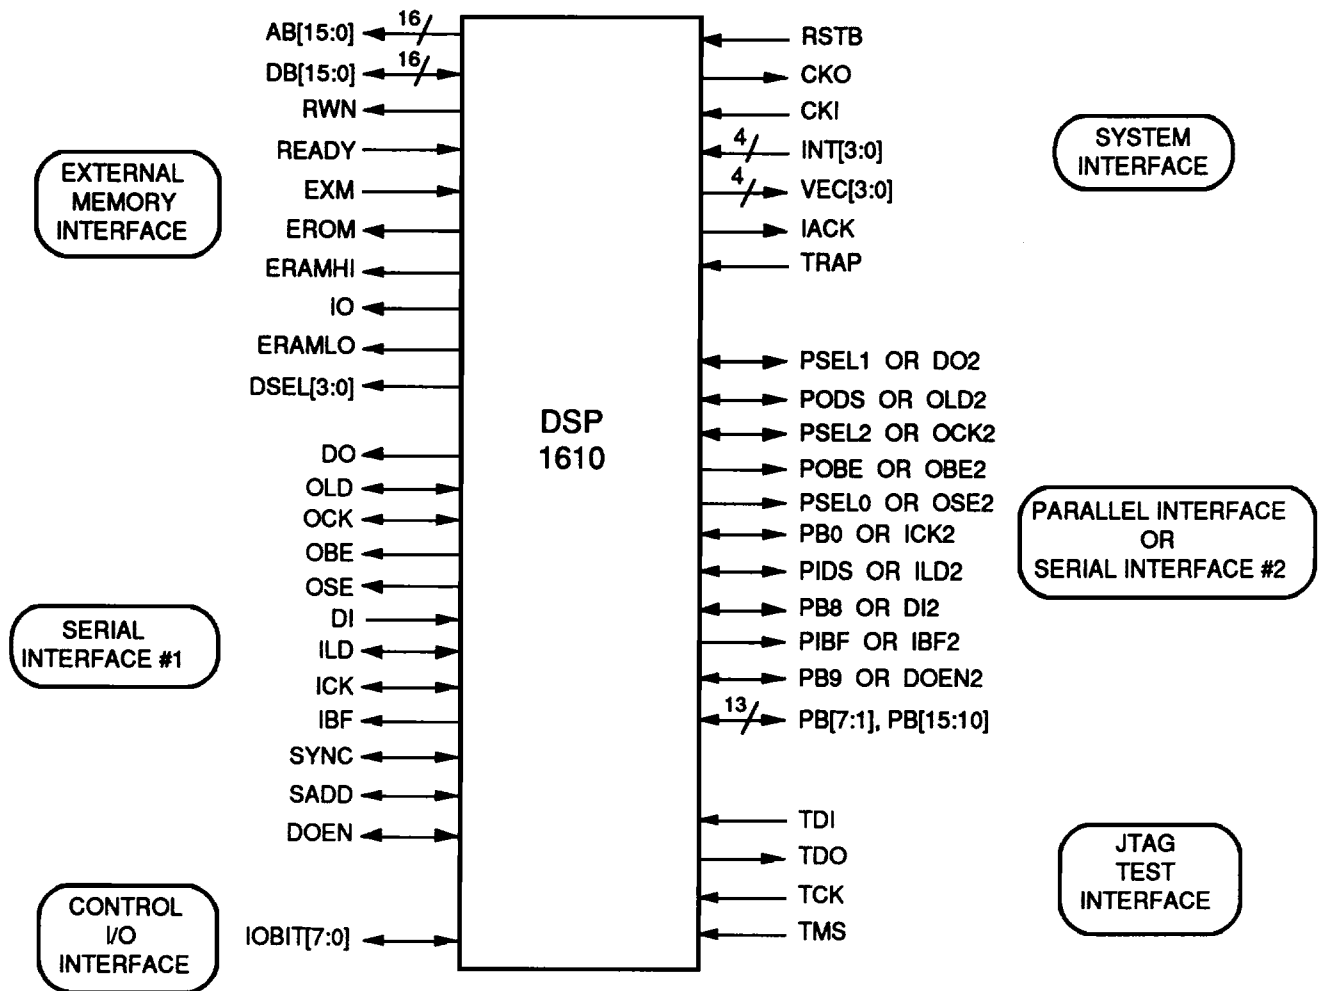 AB[15:0]
16
DB[15:0]
16
RWN
READY
EXM
EROM
ERAMHI
IO
ERAMLO
DSEL[3:0]
EXTERNAL
MEMORY
INTERFACE
DO
OLD
OCK
OBE
OSE
DI
ILD
ICK
IBF
SYNC
SADD
DOEN
SERIAL
INTERFACE #1
IOBIT[7:0]
CONTROL
I/O
INTERFACE
DSP
1610
RSTB
CKO
CKI
4
INT[3:0]
4
VEC[3:0]
IACK
TRAP
SYSTEM
INTERFACE
PSEL1 OR DO2
PODS OR OLD2
PSEL2 OR OCK2
POBE OR OBE2
PSEL0 OR OSE2
PB0 OR ICK2
PIDS OR ILD2
PB8 OR DI2
PIBF OR IBF2
PB9 OR DOEN2
13
PB[7:1], PB[15:10]
PARALLEL INTERFACE
OR
SERIAL INTERFACE #2
TDI
TDO
TCK
TMS
JTAG
TEST
INTERFACE